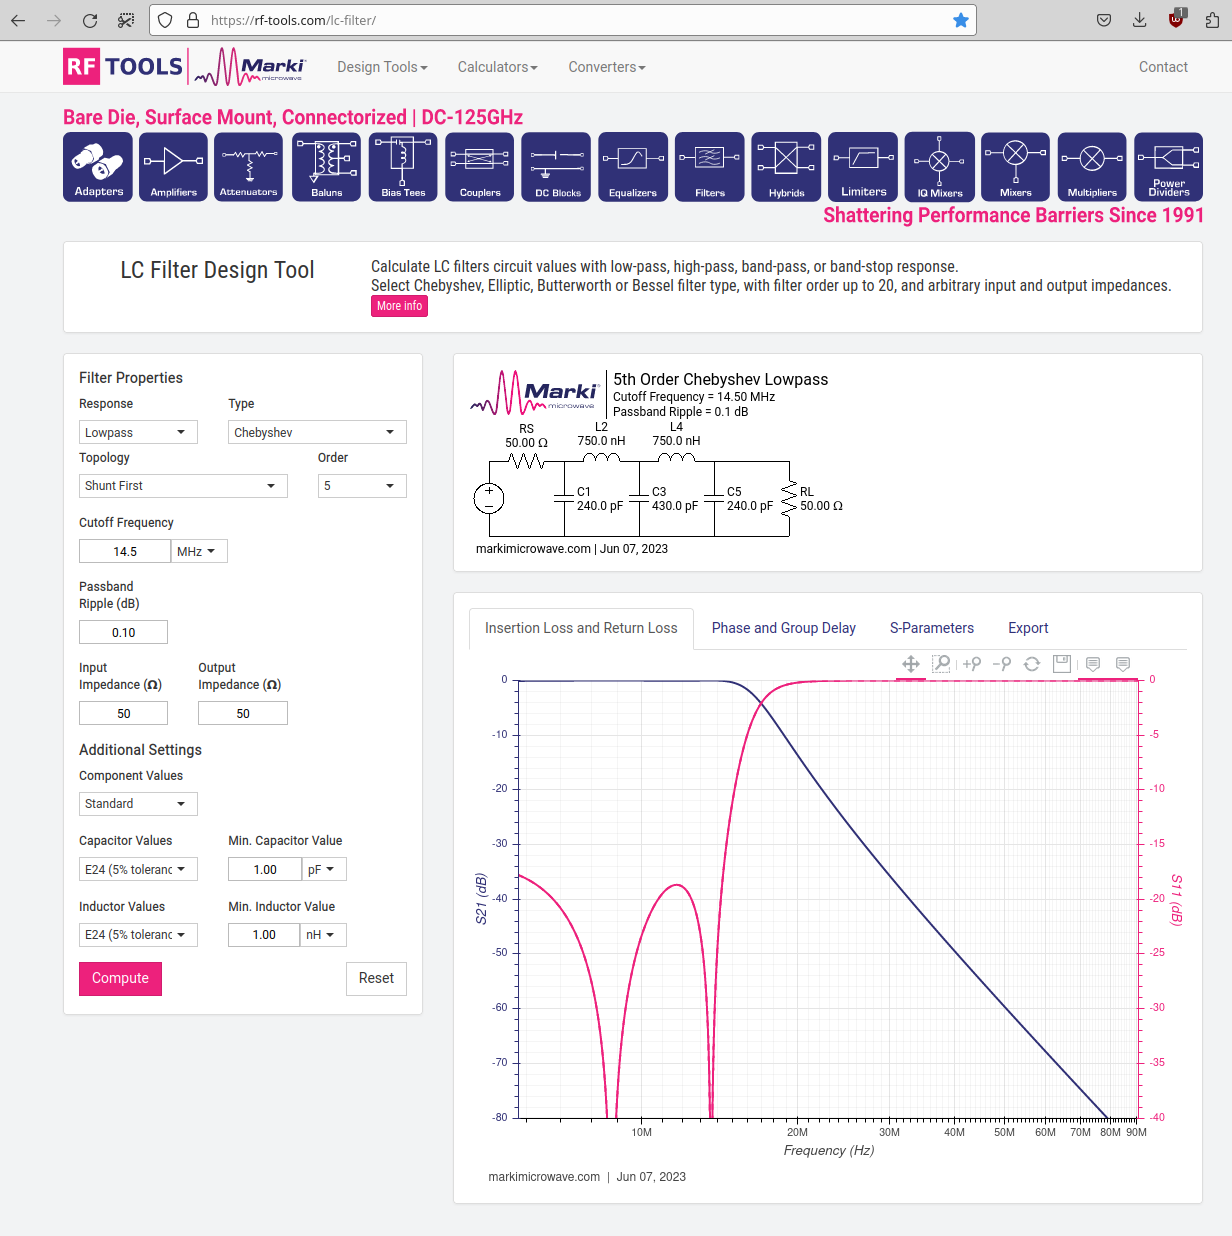 https://rf-tools.com/lc-filter/
1
RF TOOLS Marki microwave Design Tools Calculators Converters Contact
Bare Die, Surface Mount, Connectorized | DC-125GHz
Adapters Amplifiers Attenuators Baluns Bias Tees Couplers DC Blocks Equalizers Filters Hybrids Limiters IQ Mixers Mixers Multipliers Power Dividers
Shattering Performance Barriers Since 1991
LC Filter Design Tool
Calculate LC filters circuit values with low-pass, high-pass, band-pass, or band-stop response.
Select Chebyshev, Elliptic, Butterworth or Bessel filter type, with filter order up to 20, and arbitrary input and output impedances.
More info
Filter Properties
Response Type
Lowpass Chebyshev
Topology Order
Shunt First 5
Cutoff Frequency
14.5 MHz
Passband
Ripple (dB)
0.10
Input Output
Impedance (Ω) Impedance (Ω)
50 50
Additional Settings
Component Values
Standard
Capacitor Values Min. Capacitor Value
E24 (5% toleranc 1.00 pF
Inductor Values Min. Inductor Value
E24 (5% toleranc 1.00 nH
Compute Reset
Marki microwave
5th Order Chebyshev Lowpass
Cutoff Frequency = 14.50 MHz
Passband Ripple = 0.1 dB
RS L2 L4
50.00 Ω 750.0 nH 750.0 nH
C1 C3 C5 RL
240.0 pF 430.0 pF 240.0 pF 50.00 Ω
markimicrowave.com | Jun 07, 2023
Insertion Loss and Return Loss Phase and Group Delay S-Parameters Export
0 0
-5
-10
-10
-20
-15
-30
S21 (dB)
-40 -20
S11 (dB)
-50 -25
-60 -30
-70 -35
-80 -40
10M 20M 30M 40M 50M 60M 70M 80M 90M
Frequency (Hz)
markimicrowave.com | Jun 07, 2023